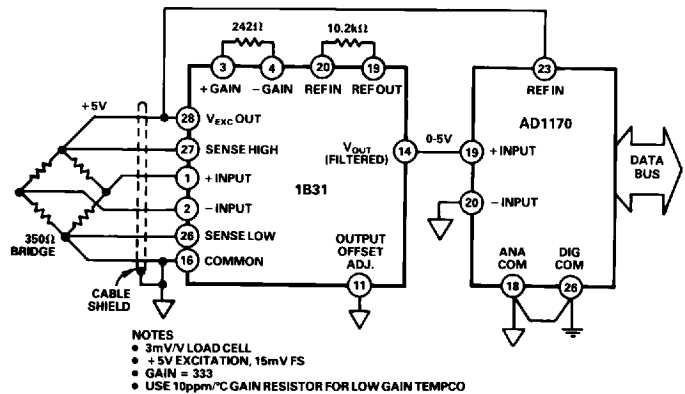 242Ω
10.2kΩ
3
4
20
19
23
+GAIN
−GAIN
REF IN
REF OUT
REF IN
+5V
28
VEXC OUT
AD1170
27
SENSE HIGH
VOUT
(FILTERED)
14
0-5V
19
+ INPUT
DATA
BUS
1
+ INPUT
1B31
2
− INPUT
20
− INPUT
26
SENSE LOW
350Ω
BRIDGE
16
COMMON
OUTPUT
OFFSET
ADJ.
ANA
COM
DIG
COM
CABLE
SHIELD
11
18
26
NOTES
● 3mV/V LOAD CELL
● +5V EXCITATION, 15mV FS
● GAIN = 333
● USE 10ppm/°C GAIN RESISTOR FOR LOW GAIN TEMPCO